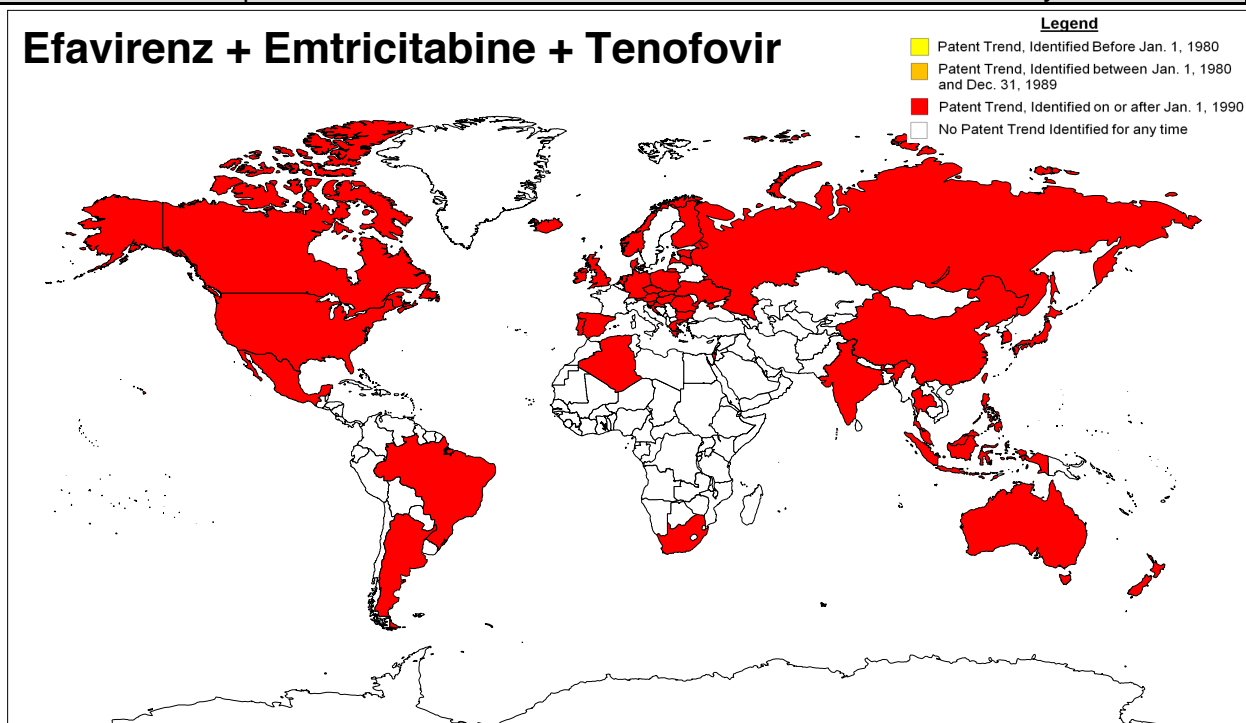 Efavirenz + Emtricitabine + Tenofovir
Legend
Patent Trend, Identified Before Jan. 1, 1980
Patent Trend, Identified between Jan. 1, 1980
and Dec. 31, 1989
Patent Trend, Identified on or after Jan. 1, 1990
No Patent Trend Identified for any time